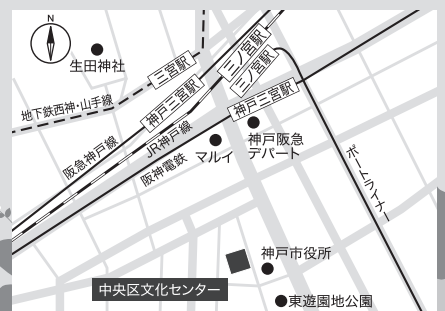 N
生田神社
三宮駅
三ノ宮駅
三ノ宮駅
神戸三宮駅
神戸三宮駅
地下鉄西神・山手線
阪急神戸線
JR神戸線
阪神電鉄
マルイ
神戸阪急
デパート
ポートライナー
神戸市役所
中央区文化センター
東遊園地公園